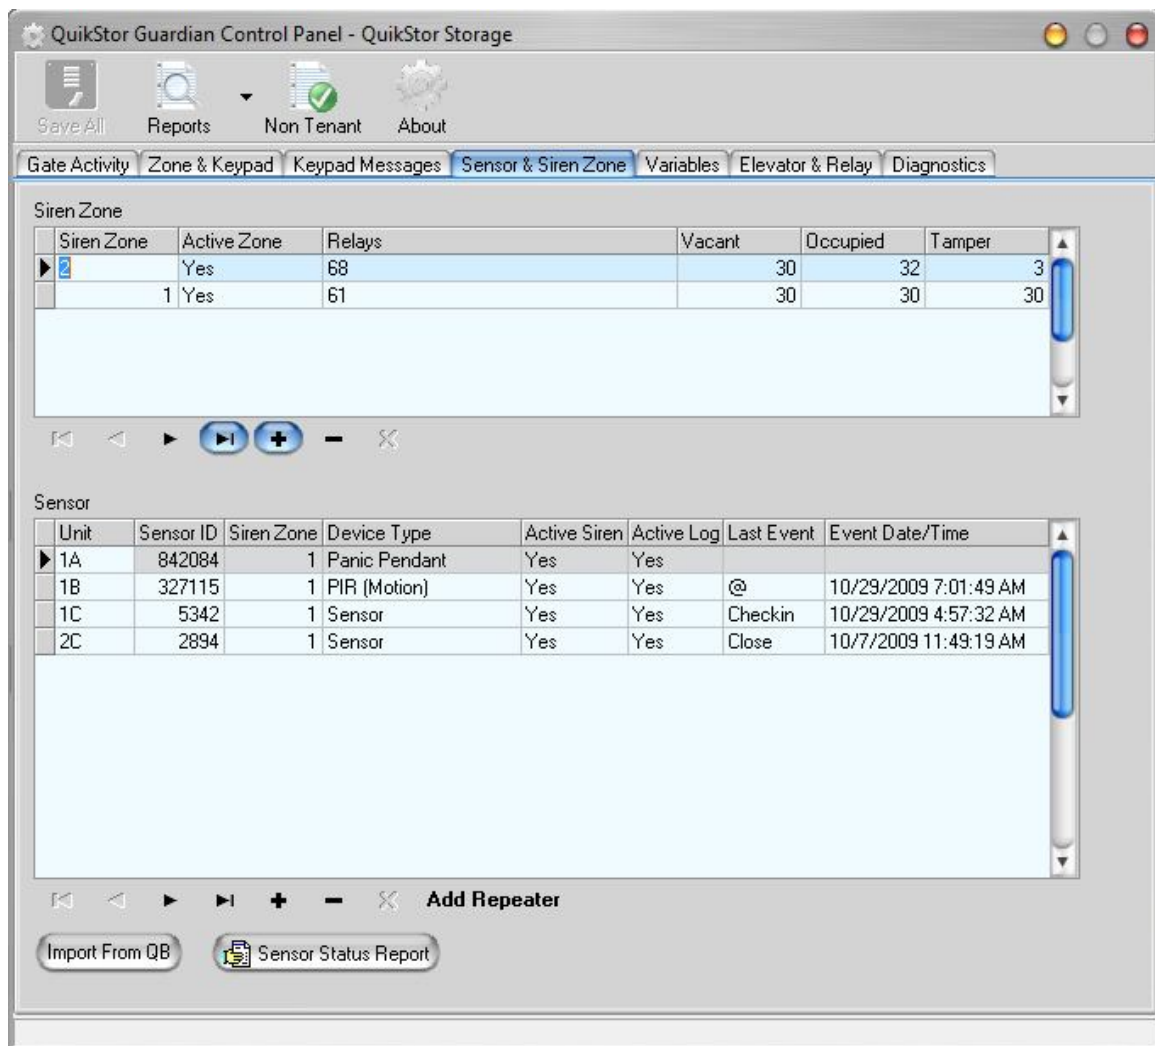 QuikStor Guardian Control Panel - QuikStor Storage
Save All Reports Non Tenant About
Gate Activity Zone & Keypad Keypad Messages Sensor & Siren Zone Variables Elevator & Relay Diagnostics
Siren Zone
Siren Zone Active Zone Relays Vacant Occupied Tamper
2 Yes 68 30 32 3
1 Yes 61 30 30 30
Sensor
Unit Sensor ID Siren Zone Device Type Active Siren Active Log Last Event Event Date/Time
1A 842084 1 Panic Pendant Yes Yes
1B 327115 1 PIR (Motion) Yes Yes @ 10/29/2009 7:01:49 AM
1C 5342 1 Sensor Yes Yes Checkin 10/29/2009 4:57:32 AM
2C 2894 1 Sensor Yes Yes Close 10/7/2009 11:49:19 AM
Add Repeater
Import From QB Sensor Status Report